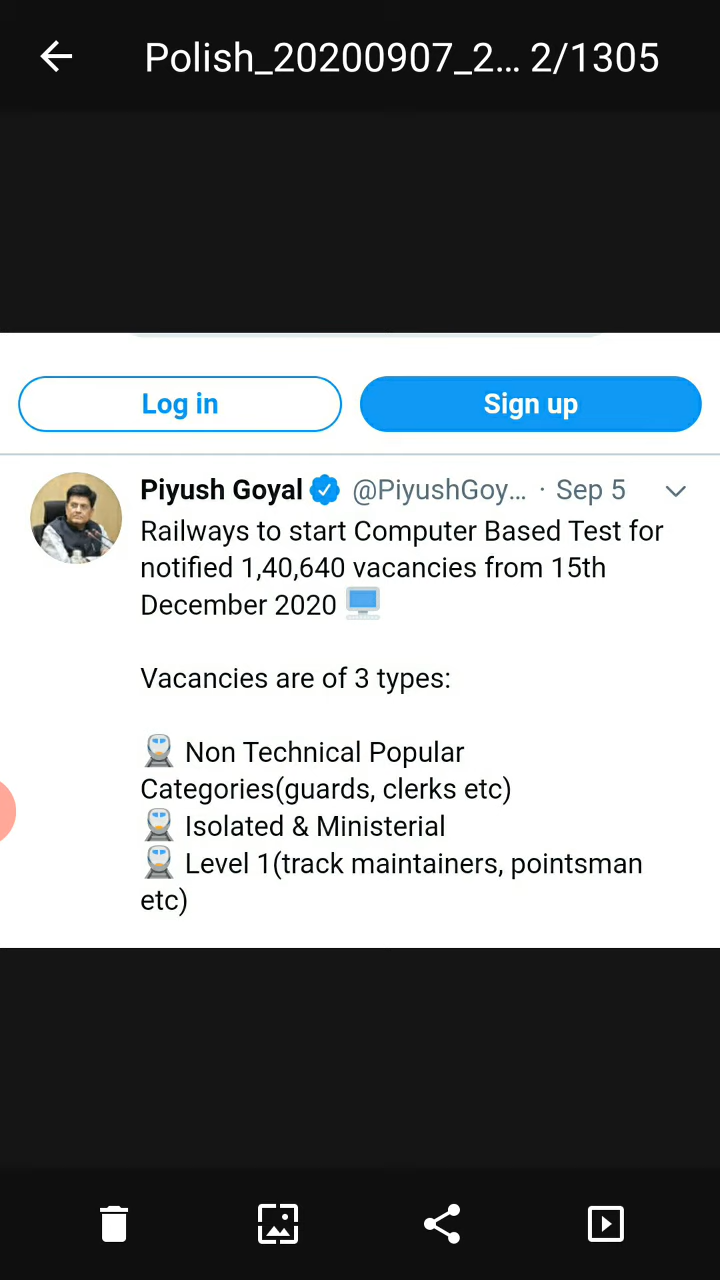 Polish_20200907_2... 2/1305
Log in
Sign up
Piyush Goyal @PiyushGoy... · Sep 5
Railways to start Computer Based Test for
notified 1,40,640 vacancies from 15th
December 2020 🖥️
Vacancies are of 3 types:
🚆 Non Technical Popular
Categories(guards, clerks etc)
🚆 Isolated & Ministerial
🚆 Level 1(track maintainers, pointsman
etc)